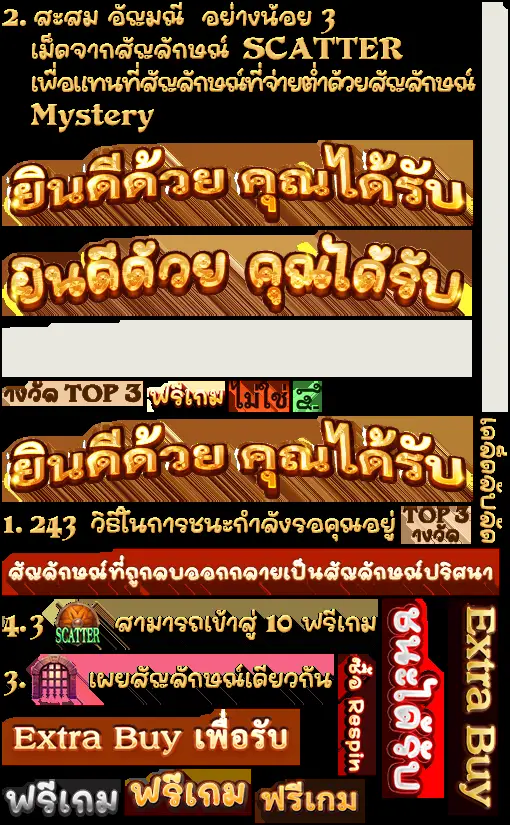 2. สะสม อัญมณี อย่างน้อย 3
เม็ดจากสัญลักษณ์ SCATTER
เพื่อแทนที่สัญลักษณ์ที่จ่ายต่ำด้วยสัญลักษณ์
Mystery
ยินดีด้วย คุณได้รับ
ยินดีด้วย คุณได้รับ
างวัล TOP 3
ฟรีเกม
ไม่ใช่
ใช่
ยินดีด้วย คุณได้รับ
1. 243 วิธีในการชนะกำลังรอคุณอยู่
TOP 3
างวัล
สัญลักษณ์ที่ถูกลบออกกลายเป็นสัญลักษณ์ปริศนา
4.3 SCATTER สามารถเข้าสู่ 10 ฟรีเกม
3. เผยสัญลักษณ์เดียวกัน
ซื้อ Respin
ชนะได้รับ
Extra Buy
Extra Buy เพื่อรับ
ฟรีเกม
ฟรีเกม
ฟรีเกม